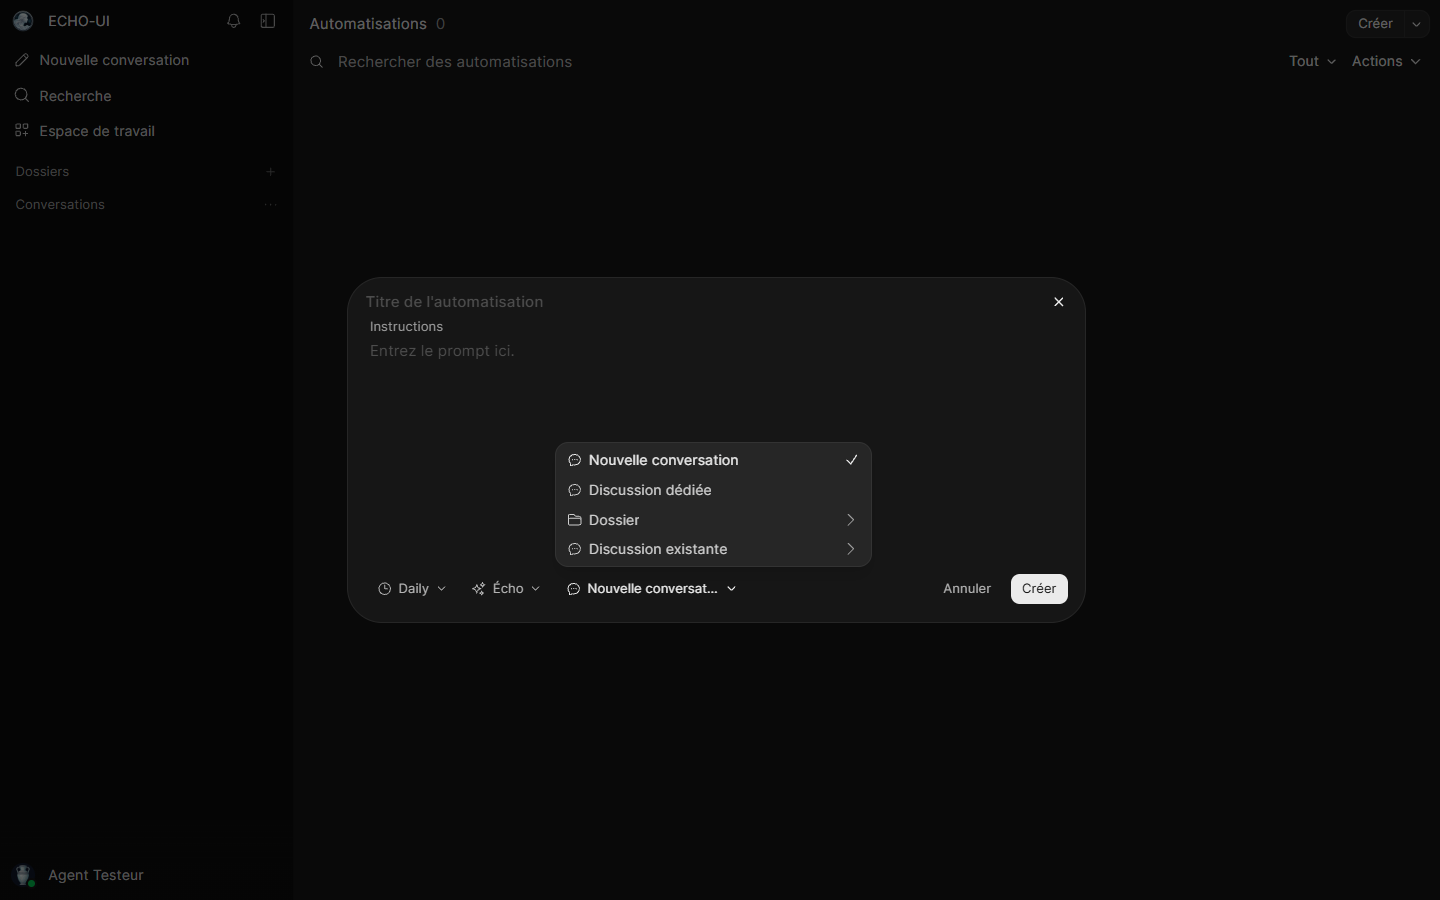 ECHO-UI
Nouvelle conversation
Recherche
Espace de travail
Dossiers
Conversations
Agent Testeur
Automatisations 0
Créer
Rechercher des automatisations
Tout
Actions
Titre de l'automatisation
Instructions
Entrez le prompt ici.
Nouvelle conversation
Discussion dédiée
Dossier
Discussion existante
Daily
Écho
Nouvelle conversat...
Annuler
Créer